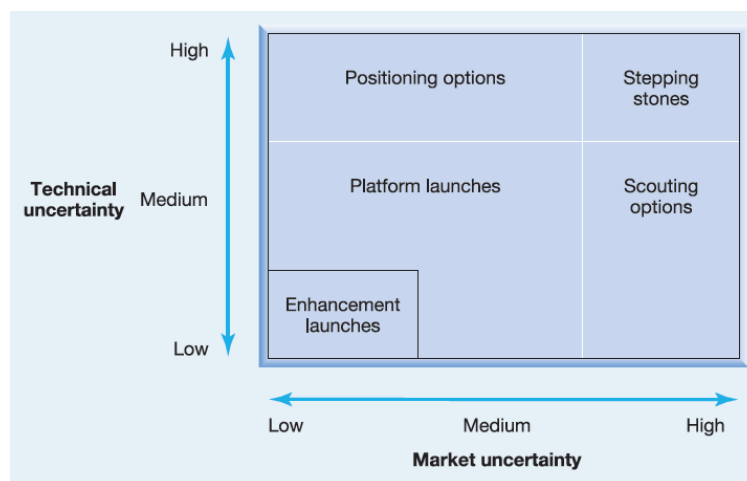 High
Positioning options
Stepping
stones
Technical
uncertainty
Medium
Platform launches
Scouting
options
Enhancement
launches
Low
Low
Medium
High
Market uncertainty